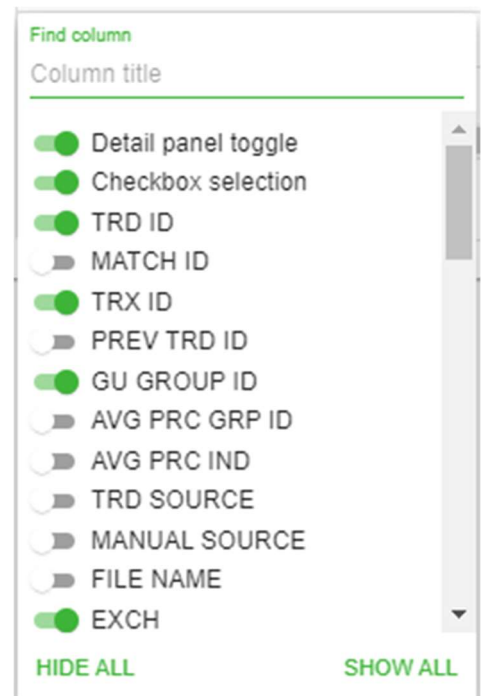 Find column
Column title
Detail panel toggle
Checkbox selection
TRD ID
MATCH ID
TRX ID
PREV TRD ID
GU GROUP ID
AVG PRC GRP ID
AVG PRC IND
TRD SOURCE
MANUAL SOURCE
FILE NAME
EXCH
HIDE ALL SHOW ALL